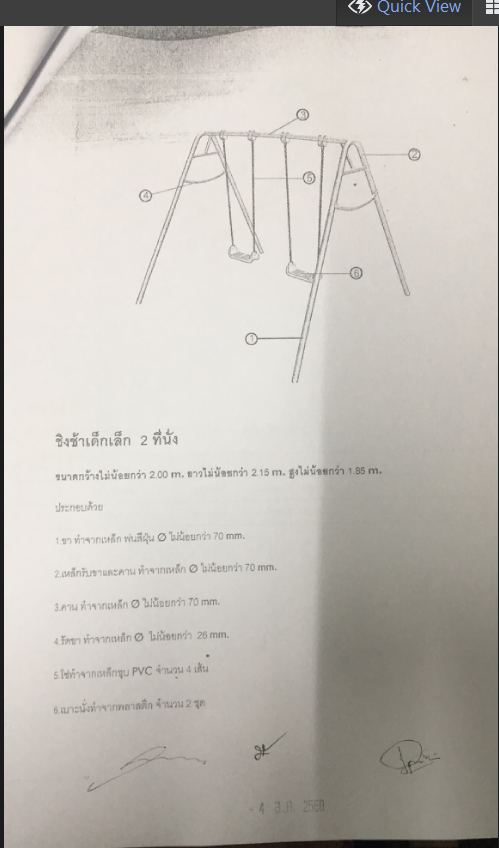 Quick View
3
2
4
5
6
1
ชิงช้าเด็กเล็ก 2 ที่นั่ง
ขนาดกว้างไม่น้อยกว่า 2.00 m. ยาวไม่น้อยกว่า 2.15 m. สูงไม่น้อยกว่า 1.85 m.
ประกอบด้วย
1.ขา ทำจากเหล็ก พ่นสีฝุ่น Ø ไม่น้อยกว่า 70 mm.
2.เหล็กรับขาและคาน ทำจากเหล็ก Ø ไม่น้อยกว่า 70 mm.
3.คาน ทำจากเหล็ก Ø ไม่น้อยกว่า 70 mm.
4.รัดขา ทำจากเหล็ก Ø ไม่น้อยกว่า 26 mm.
5.โซ่ทำจากเหล็กชุบ PVC จำนวน 4 เส้น
6.เบาะนั่งทำจากพลาสติก จำนวน 2 ชุด
- 4